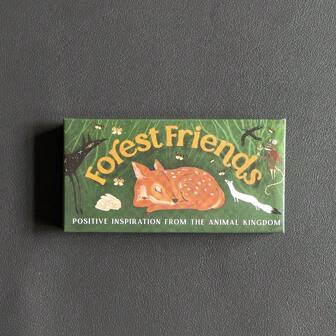 Forest Friends
POSITIVE INSPIRATION FROM THE ANIMAL KINGDOM